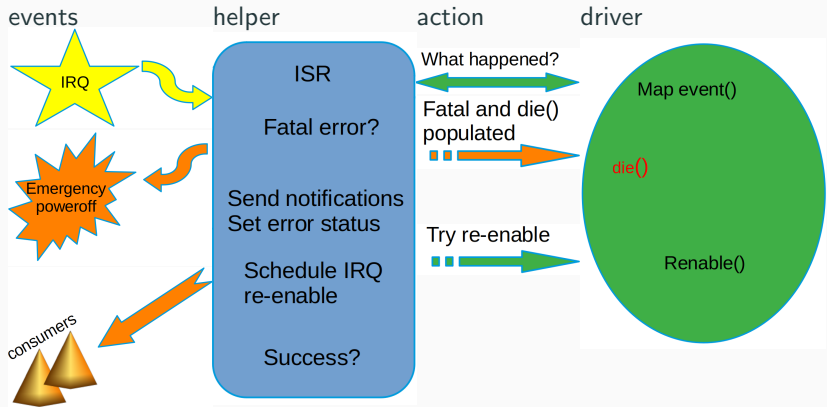 events
helper
action
driver
IRQ
ISR
What happened?
Map event()
Fatal error?
Fatal and die()
populated
die()
Emergency
poweroff
Send notifications
Set error status
Try re-enable
Schedule IRQ
re-enable
Renable()
consumers
Success?